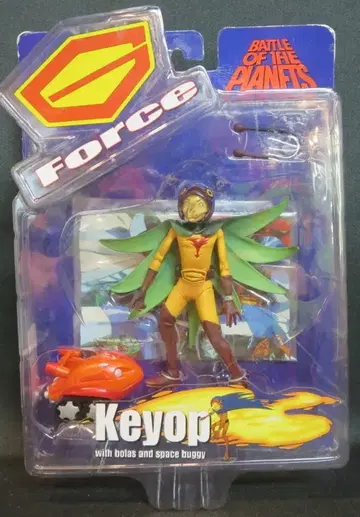 G
Force
BATTLE
OF THE
PLANETS
Keyop
with bolas and space buggy